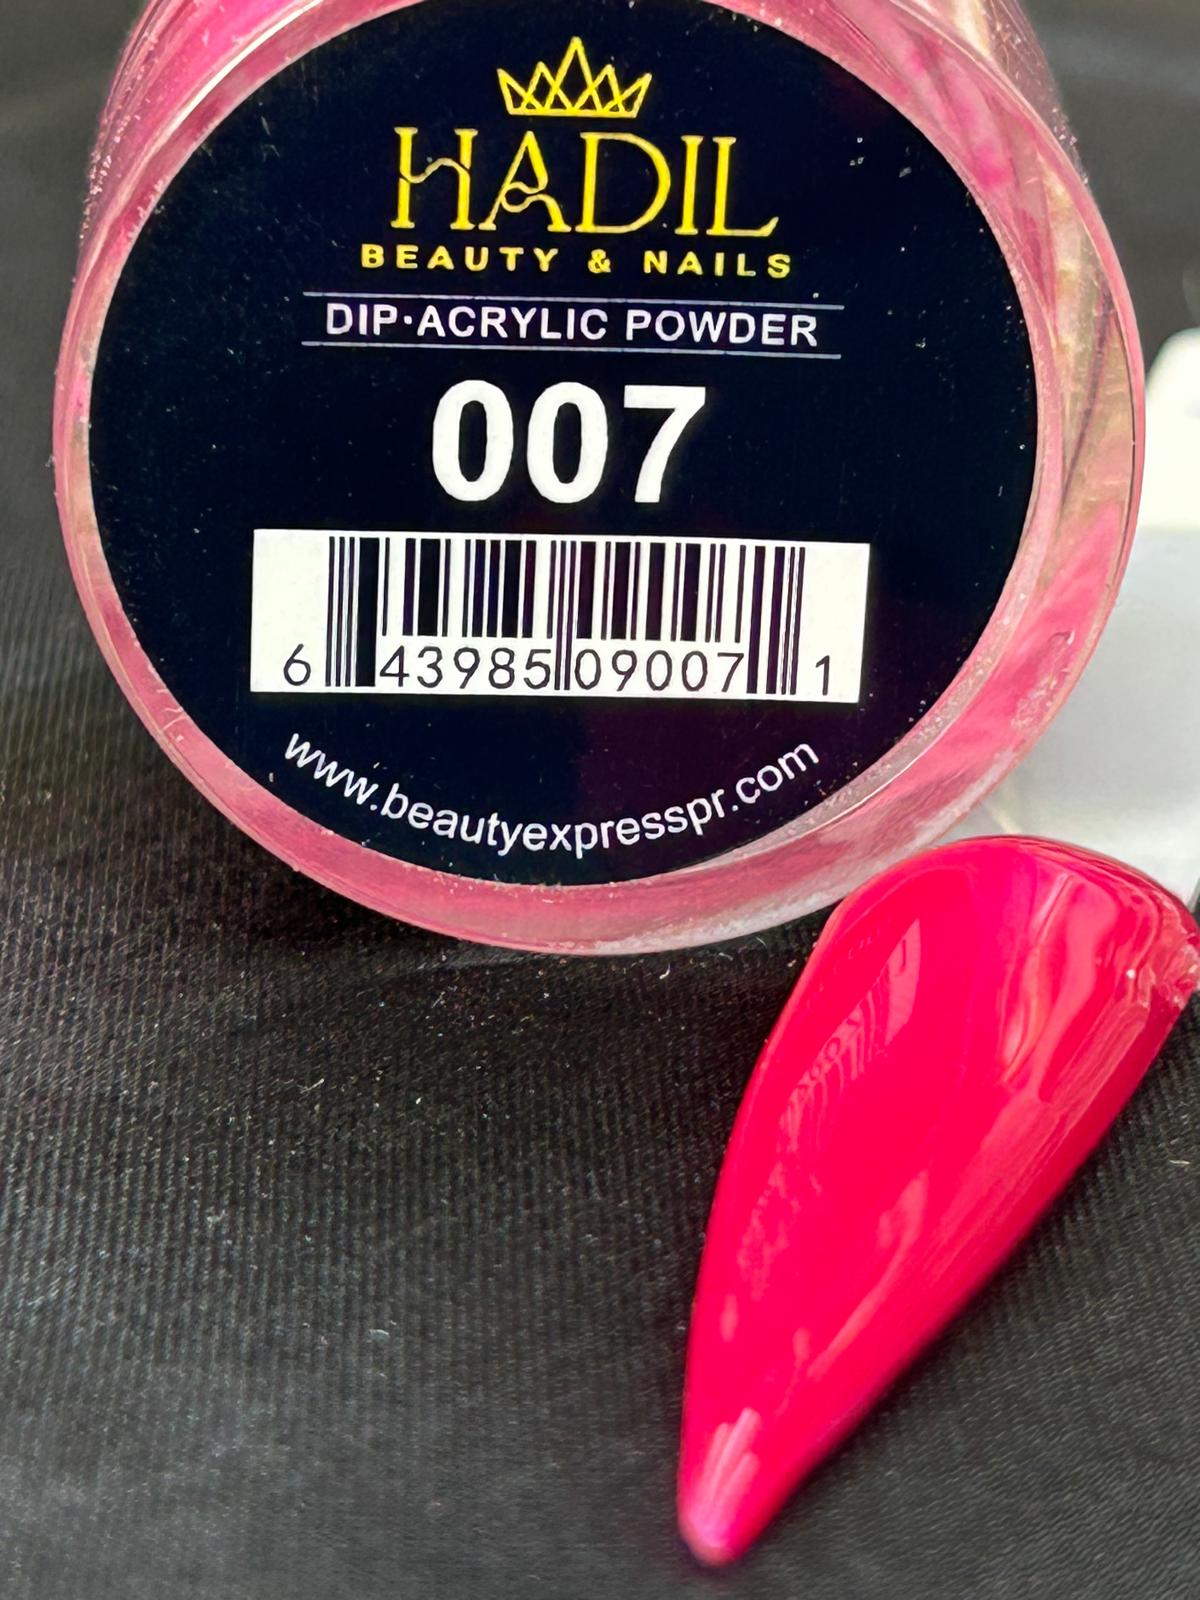 HADIL
BEAUTY & NAILS
DIP·ACRYLIC POWDER
007
6 43985 09007 1
www.beautyexpresspr.com